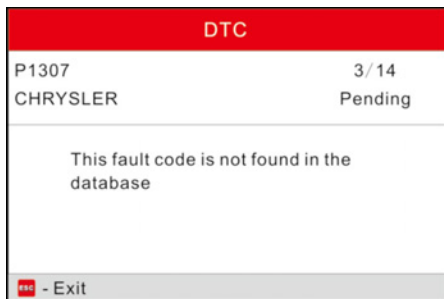 DTC
P1307 3/14
CHRYSLER Pending
This fault code is not found in the
database
ESC - Exit